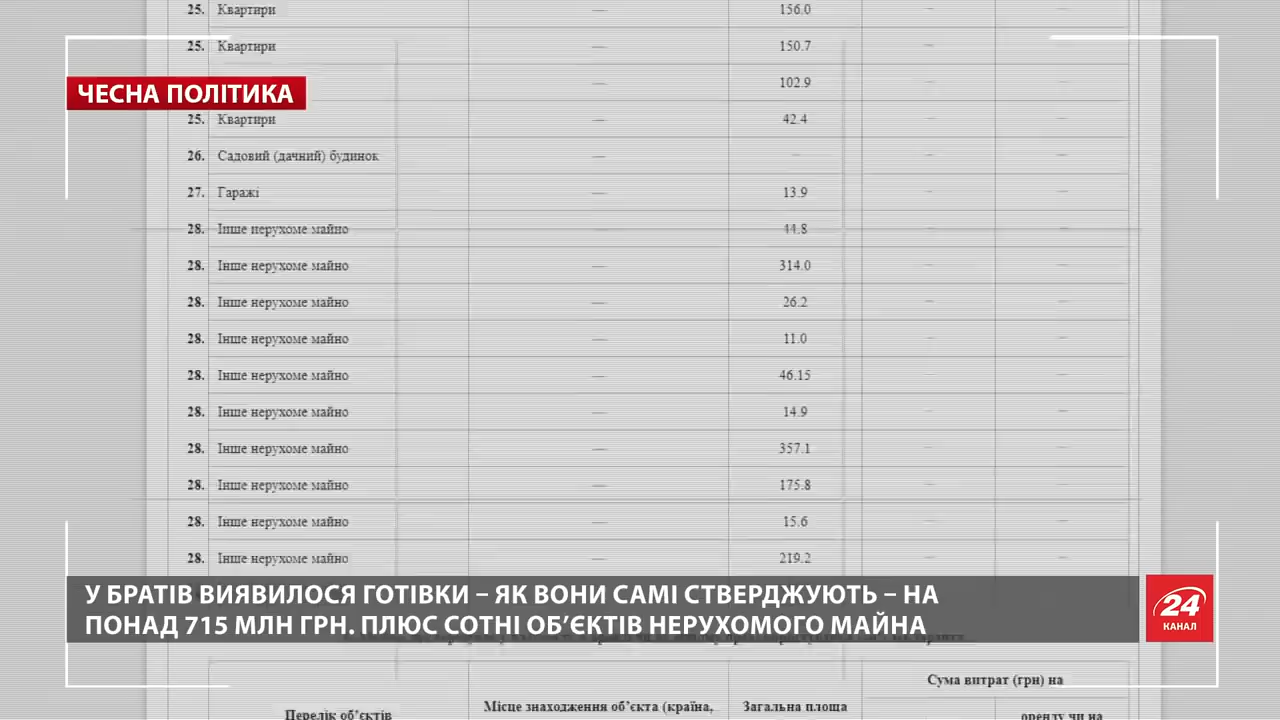 25. Квартири — 156.0 — —
25. Квартири — 150.7 — —
ЧЕСНА ПОЛІТИКА
102.9 — —
25. Квартири — 42.4 — —
26. Садовий (дачний) будинок — — — —
27. Гаражі — 13.9 — —
28. Інше нерухоме майно — 44.8 — —
28. Інше нерухоме майно — 314.0 — —
28. Інше нерухоме майно — 26.2 — —
28. Інше нерухоме майно — 11.0 — —
28. Інше нерухоме майно — 46.15 — —
28. Інше нерухоме майно — 14.9 — —
28. Інше нерухоме майно — 357.1 — —
28. Інше нерухоме майно — 175.8 — —
28. Інше нерухоме майно — 15.6 — —
28. Інше нерухоме майно — 219.2 — —
У БРАТІВ ВИЯВИЛОСЯ ГОТІВКИ – ЯК ВОНИ САМІ СТВЕРДЖУЮТЬ – НА
ПОНАД 715 МЛН ГРН. ПЛЮС СОТНІ ОБ’ЄКТІВ НЕРУХОМОГО МАЙНА
24
КАНАЛ
Сума витрат (грн) на
Перелік об’єктів
Місце знаходження об’єкта (країна,
Загальна площа
оренду чи на